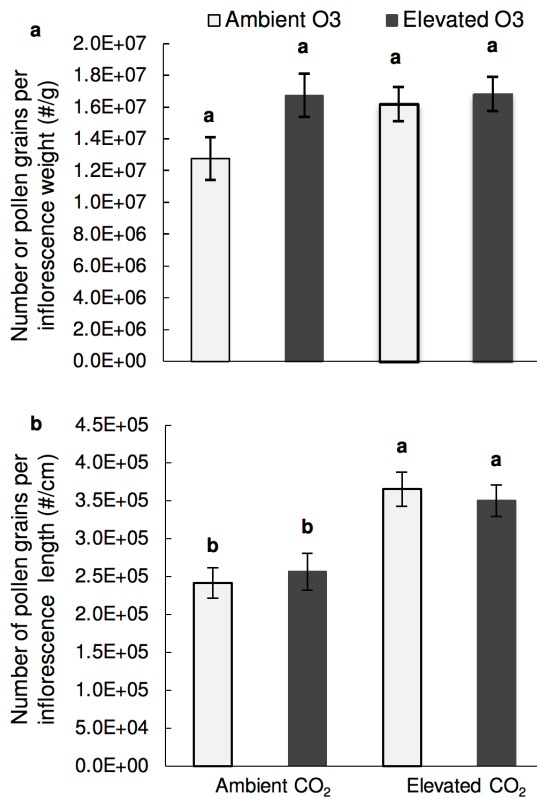 Ambient O3 Elevated O3
a
Number or pollen grains per
inflorescence weight (#/g)
2.0E+07
1.8E+07
1.6E+07
1.4E+07
1.2E+07
1.0E+07
8.0E+06
6.0E+06
4.0E+06
2.0E+06
0.0E+00
a a a a
b
Number of pollen grains per
inflorescence length (#/cm)
4.5E+05
4.0E+05
3.5E+05
3.0E+05
2.5E+05
2.0E+05
1.5E+05
1.0E+05
5.0E+04
0.0E+00
b b a a
Ambient CO₂ Elevated CO₂